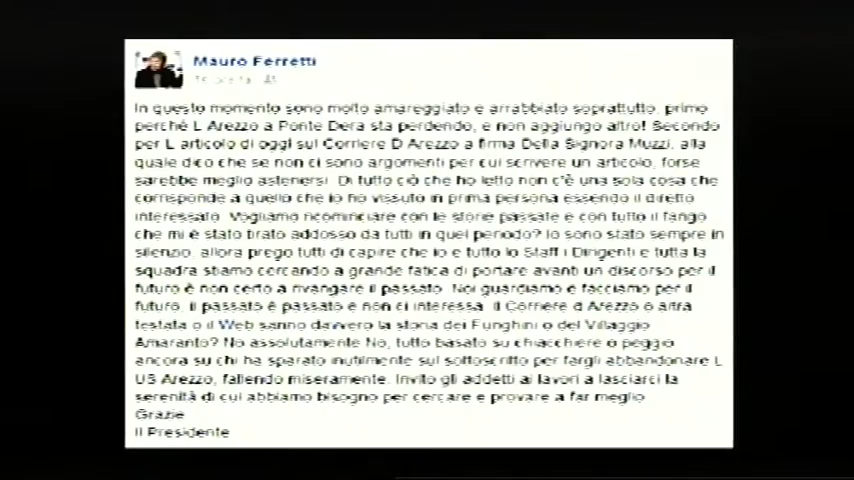 Mauro Ferretti
In questo momento sono molto amareggiato e arrabbiato soprattutto, primo
perché L Arezzo a Ponte Dera sta perdendo, e non aggiungo altro! Secondo
per L articolo di oggi sul Corriere D Arezzo a firma Della Signora Muzzi, alla
quale dico che se non ci sono argomenti per cui scrivere un articolo, forse
sarebbe meglio astenersi. Di tutto ciò che ho letto non c'è una sola cosa che
corrisponde a quello che io ho vissuto in prima persona essendo il diretto
interessato. Vogliamo ricominciare con le storie passate e con tutto il fango
che mi è stato tirato addosso da tutti in quel periodo? Io sono stato sempre in
silenzio, allora prego tutti di capire che io e tutto lo Staff i Dirigenti e tutta la
squadra stiamo cercando a grande fatica di portare avanti un discorso per il
futuro è non certo a rivangare il passato. Noi guardiamo e facciamo per il
futuro, il passato è passato e non ci interessa. Il Corriere d Arezzo o altra
testata o il Web sanno davvero la storia dei Funghini o del Villaggio
Amaranto? No assolutamente No, tutto basato su chiacchiere o peggio
ancora su chi ha sparato inutilmente sul sottoscritto per fargli abbandonare L
US Arezzo, fallendo miseramente. Invito gli addetti ai lavori a lasciarci la
serenità di cui abbiamo bisogno per cercare e provare a far meglio
Grazie
Il Presidente